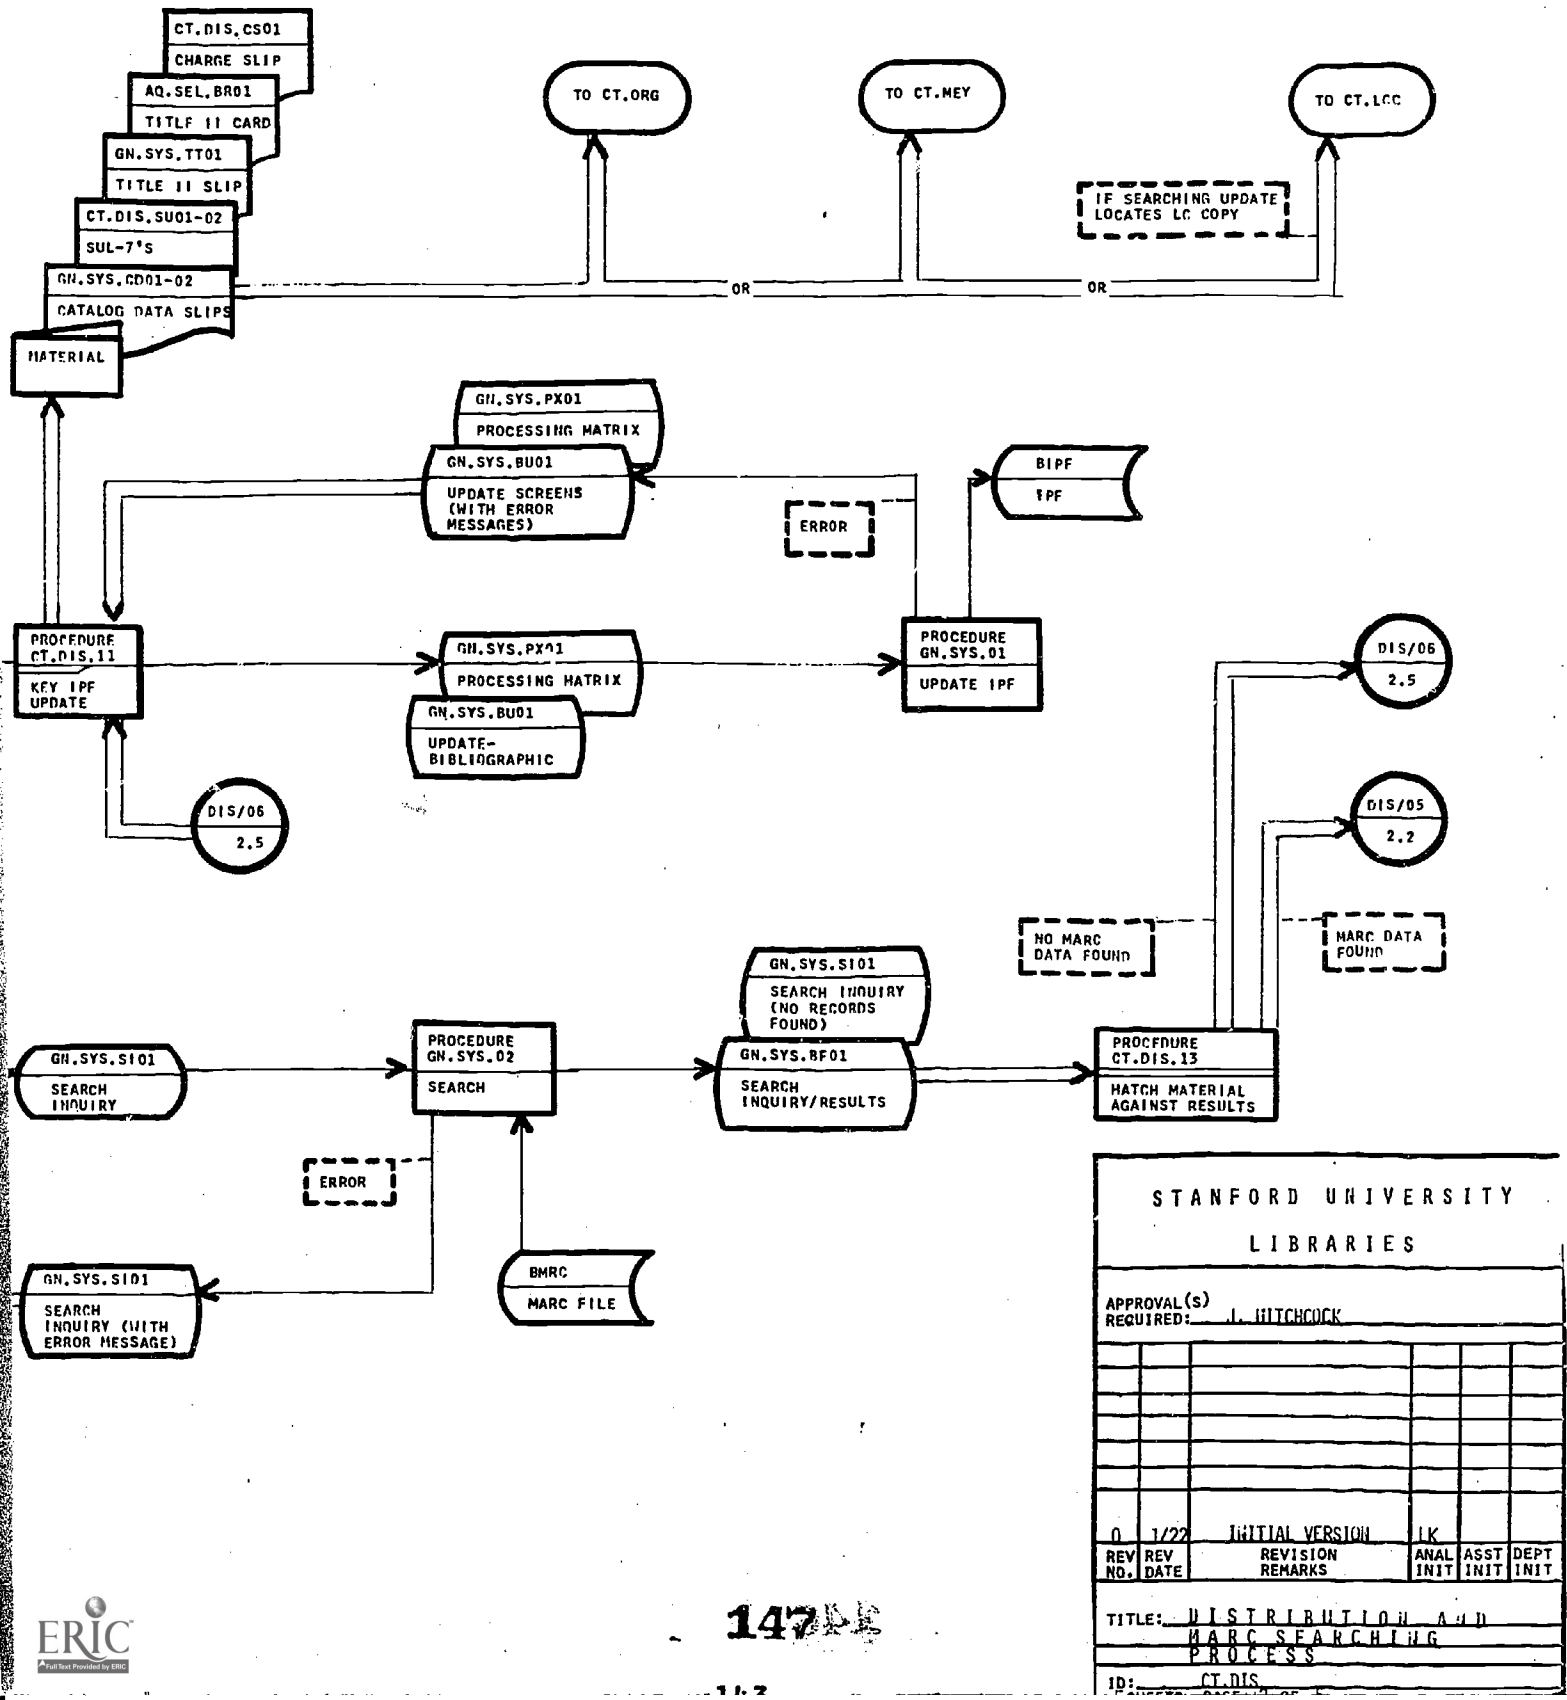 CT.DIS.CS01
CHARGE SLIP
AQ.SEL.BR01
TITLE II CARD
GN.SYS.TT01
TITLE II SLIP
CT.DIS.SU01-02
SUL-7'S
GN.SYS.CD01-02
CATALOG DATA SLIPS
MATERIAL
TO CT.ORG
TO CT.MEY
TO CT.LCC
IF SEARCHING UPDATE
LOCATES LC COPY
OR
OR
GN.SYS.PX01
PROCESSING MATRIX
GN.SYS.BU01
UPDATE SCREENS
(WITH ERROR
MESSAGES)
ERROR
BIPF
IPF
PROCEDURE
CT.DIS.11
KEY IPF
UPDATE
GN.SYS.PX01
PROCESSING MATRIX
GN.SYS.BU01
UPDATE-
BIBLIOGRAPHIC
PROCEDURE
GN.SYS.01
UPDATE IPF
DIS/06
2.5
DIS/06
2.5
DIS/05
2.2
NO MARC
DATA FOUND
MARC DATA
FOUND
GN.SYS.SI01
SEARCH INQUIRY
(NO RECORDS
FOUND)
GN.SYS.SI01
SEARCH
INQUIRY
PROCEDURE
GN.SYS.02
SEARCH
GN.SYS.BF01
SEARCH
INQUIRY/RESULTS
PROCEDURE
CT.DIS.13
MATCH MATERIAL
AGAINST RESULTS
ERROR
GN.SYS.SI01
SEARCH
INQUIRY (WITH
ERROR MESSAGE)
BMRC
MARC FILE
STANFORD UNIVERSITY
LIBRARIES
APPROVAL(S)
REQUIRED: J. HITCHCOCK
0 1/22 INITIAL VERSION LK
REV NO. REV DATE REVISION REMARKS ANAL INIT ASST INIT DEPT INIT
TITLE: DISTRIBUTION AND
MARC SEARCHING
PROCESS
ID: CT.DIS
147
143
ERIC
Full Text Provided by ERIC